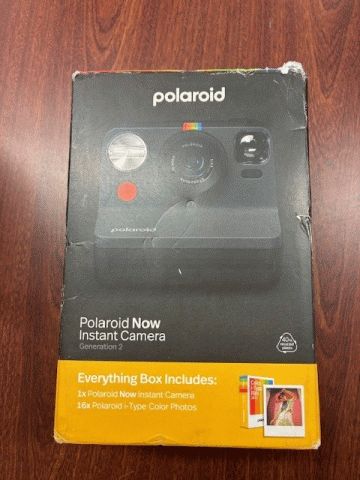 polaroid
polaroid
Polaroid Now
Instant Camera
Generation 2
Everything Box Includes:
1x Polaroid Now Instant Camera
16x Polaroid i-Type Color Photos